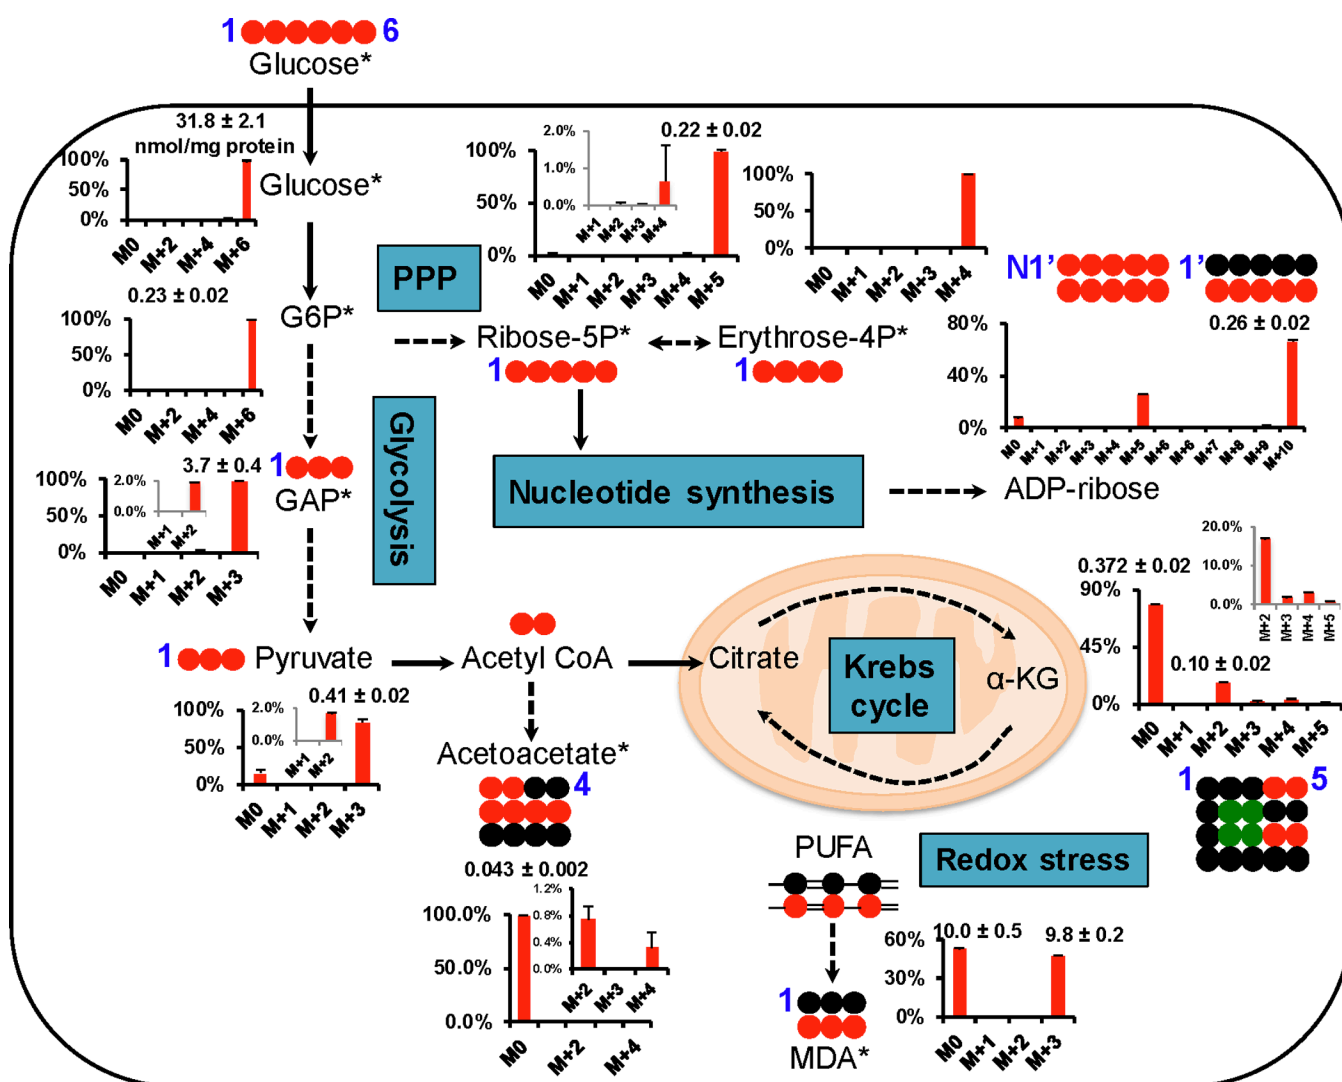 1 6
Glucose*
31.8 ± 2.1
nmol/mg protein
100%
50%
0%
M0
M+2
M+4
M+6
Glucose*
0.23 ± 0.02
100%
50%
0%
M0
M+2
M+4
M+6
G6P*
PPP
0.22 ± 0.02
100%
50%
0%
2.0%
1.0%
0.0%
M+1
M+2
M+3
M+4
M0
M+1
M+2
M+3
M+4
M+5
100%
50%
0%
M0
M+1
M+2
M+3
M+4
Ribose-5P*
Erythrose-4P*
1
1
N1’
1’
0.26 ± 0.02
80%
40%
0%
M0
M+1
M+2
M+3
M+4
M+5
M+6
M+6
M+7
M+8
M+9
M+10
ADP-ribose
Nucleotide synthesis
Glycolysis
1
GAP*
3.7 ± 0.4
100%
50%
0%
2.0%
0.0%
M+1
M+2
M0
M+1
M+2
M+3
1
Pyruvate
0.41 ± 0.02
100%
50%
0%
2.0%
0.0%
M+1
M+2
M0
M+1
M+2
M+3
Acetyl CoA
Citrate
Krebs
cycle
α-KG
0.372 ± 0.02
0.10 ± 0.02
90%
45%
0%
20.0%
10.0%
0.0%
M+2
M+3
M+4
M+5
M0
M+1
M+2
M+3
M+4
M+5
1 5
Acetoacetate*
4
0.043 ± 0.002
100.0%
50.0%
0.0%
1.2%
0.8%
0.4%
0.0%
M+2
M+3
M+4
M0
M+2
M+4
PUFA
Redox stress
1
MDA*
10.0 ± 0.5
9.8 ± 0.2
60%
30%
0%
M0
M+1
M+2
M+3